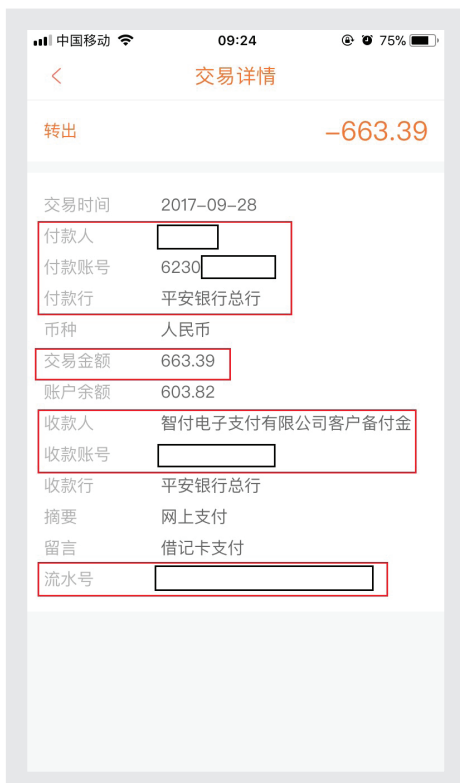 中国移动 09:24 75%
交易详情
转出 -663.39
交易时间 2017-09-28
付款人
付款账号 6230
付款行 平安银行总行
币种 人民币
交易金额 663.39
账户余额 603.82
收款人 智付电子支付有限公司客户备付金
收款账号
收款行 平安银行总行
摘要 网上支付
留言 借记卡支付
流水号